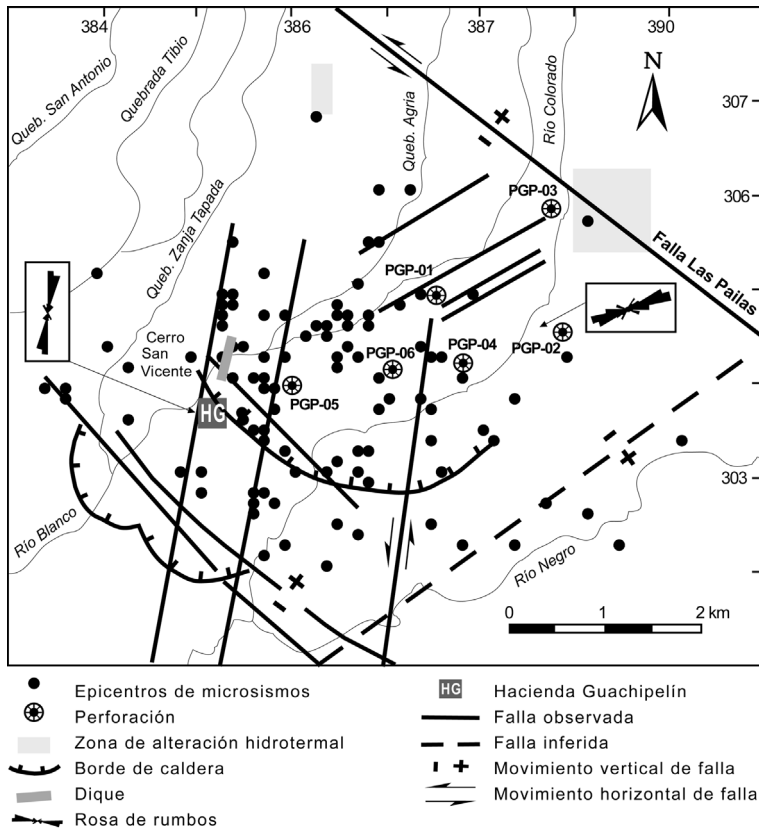 384
386
387
390
307
306
303
N
Queb. San Antonio
Quebrada Tibio
Queb. Zanja Tapada
Queb. Agria
Río Colorado
PGP-03
Falla Las Pailas
PGP-01
PGP-02
PGP-06
PGP-04
PGP-05
Cerro
San
Vicente
HG
Río Blanco
Río Negro
0 1 2 km
Epicentros de microsismos
Perforación
Zona de alteración hidrotermal
Borde de caldera
Dique
Rosa de rumbos
HG Hacienda Guachipelín
Falla observada
Falla inferida
Movimiento vertical de falla
Movimiento horizontal de falla